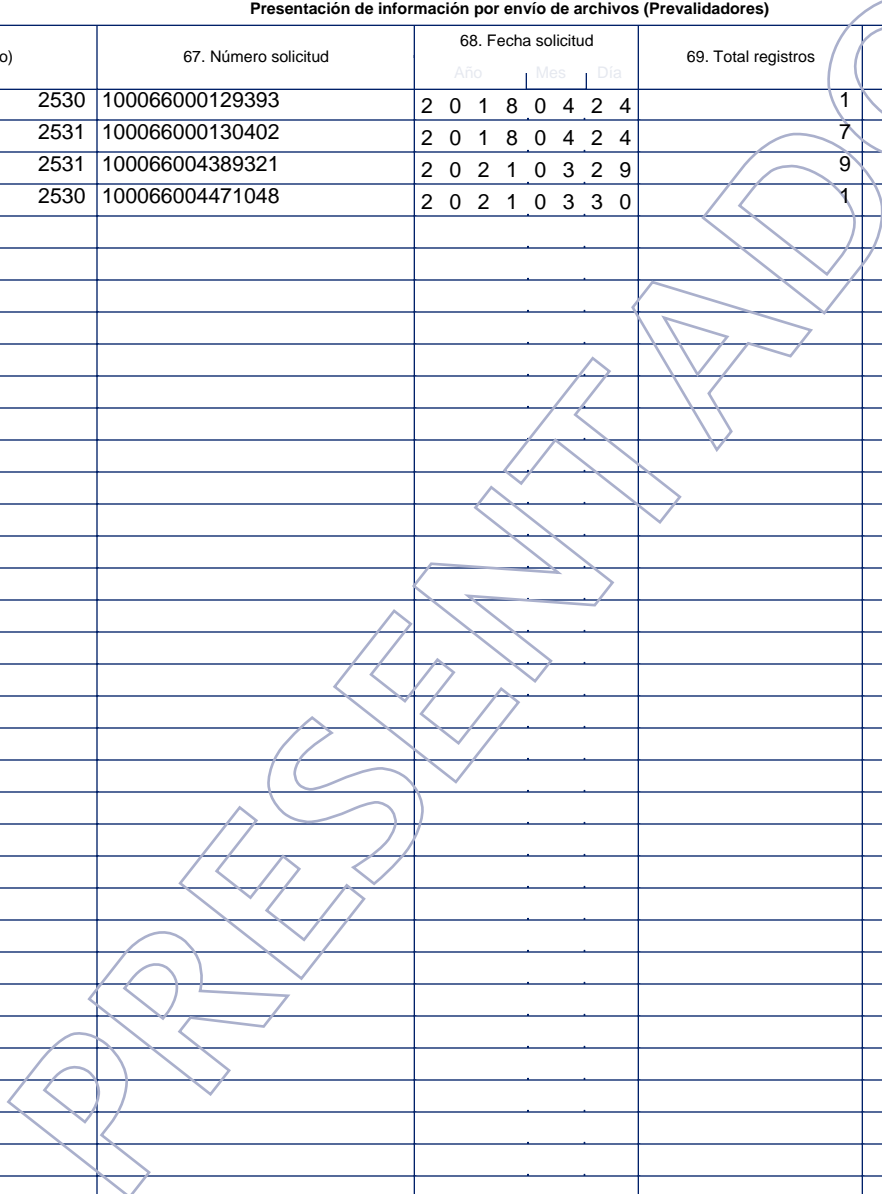 Presentación de información por envío de archivos (Prevalidadores)
o) 67. Número solicitud 68. Fecha solicitud 69. Total registros
Año Mes Día
2530 100066000129393 2 0 1 8 0 4 2 4 1
2531 100066000130402 2 0 1 8 0 4 2 4 7
2531 100066004389321 2 0 2 1 0 3 2 9 9
2530 100066004471048 2 0 2 1 0 3 3 0 1
PRESENTADO